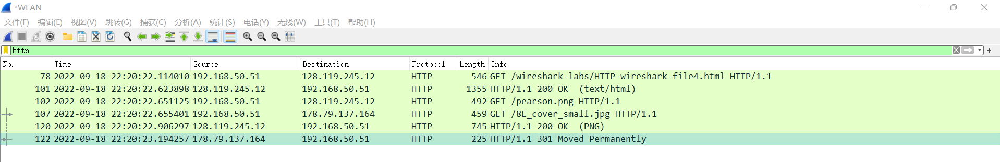 *WLAN
文件(F) 编辑(E) 视图(V) 跳转(G) 捕获(C) 分析(A) 统计(S) 电话(Y) 无线(W) 工具(T) 帮助(H)
http
No. Time Source Destination Protocol Length Info
78 2022-09-18 22:20:22.114010 192.168.50.51 128.119.245.12 HTTP 546 GET /wireshark-labs/HTTP-wireshark-file4.html HTTP/1.1
101 2022-09-18 22:20:22.623898 128.119.245.12 192.168.50.51 HTTP 1355 HTTP/1.1 200 OK (text/html)
102 2022-09-18 22:20:22.651125 192.168.50.51 128.119.245.12 HTTP 492 GET /pearson.png HTTP/1.1
107 2022-09-18 22:20:22.655401 192.168.50.51 178.79.137.164 HTTP 459 GET /8E_cover_small.jpg HTTP/1.1
120 2022-09-18 22:20:22.906297 128.119.245.12 192.168.50.51 HTTP 745 HTTP/1.1 200 OK (PNG)
122 2022-09-18 22:20:23.194257 178.79.137.164 192.168.50.51 HTTP 225 HTTP/1.1 301 Moved Permanently